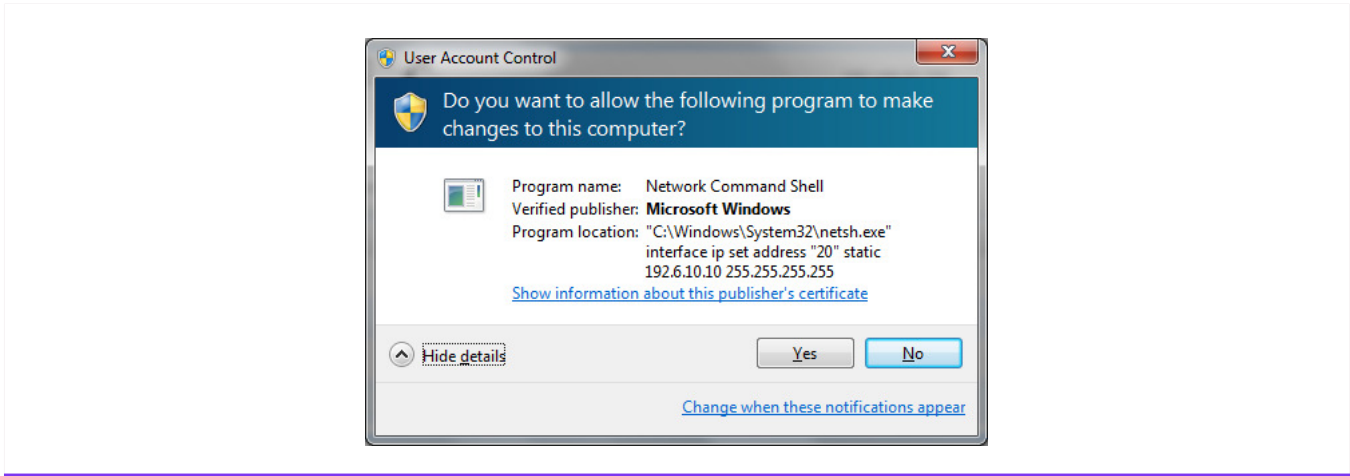 User Account Control
Do you want to allow the following program to make
changes to this computer?
Program name: Network Command Shell
Verified publisher: Microsoft Windows
Program location: "C:\Windows\System32\netsh.exe"
interface ip set address "20" static
192.6.10.10 255.255.255.255
Show information about this publisher's certificate
Hide details
Yes
No
Change when these notifications appear